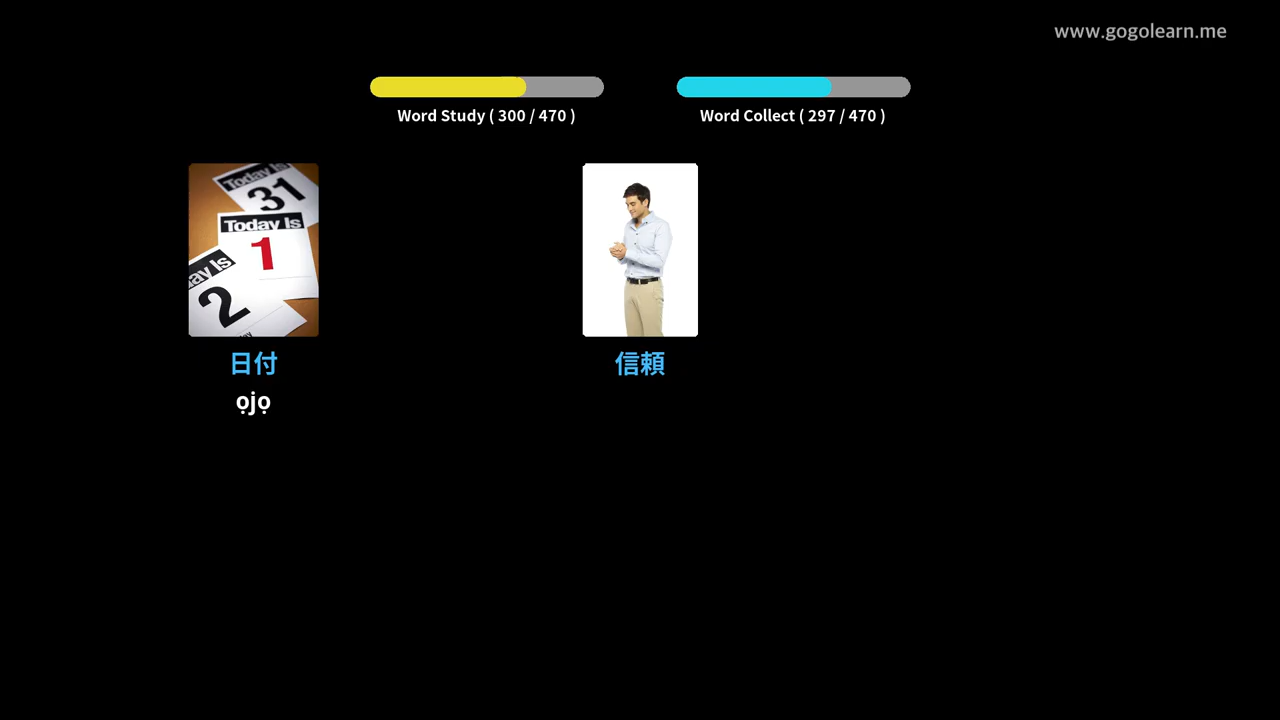 www.gogolearn.me
Word Study ( 300 / 470 )
Word Collect ( 297 / 470 )
Today Is
31
Today Is
1
ay Is
2
日付
信頼
ọjọ